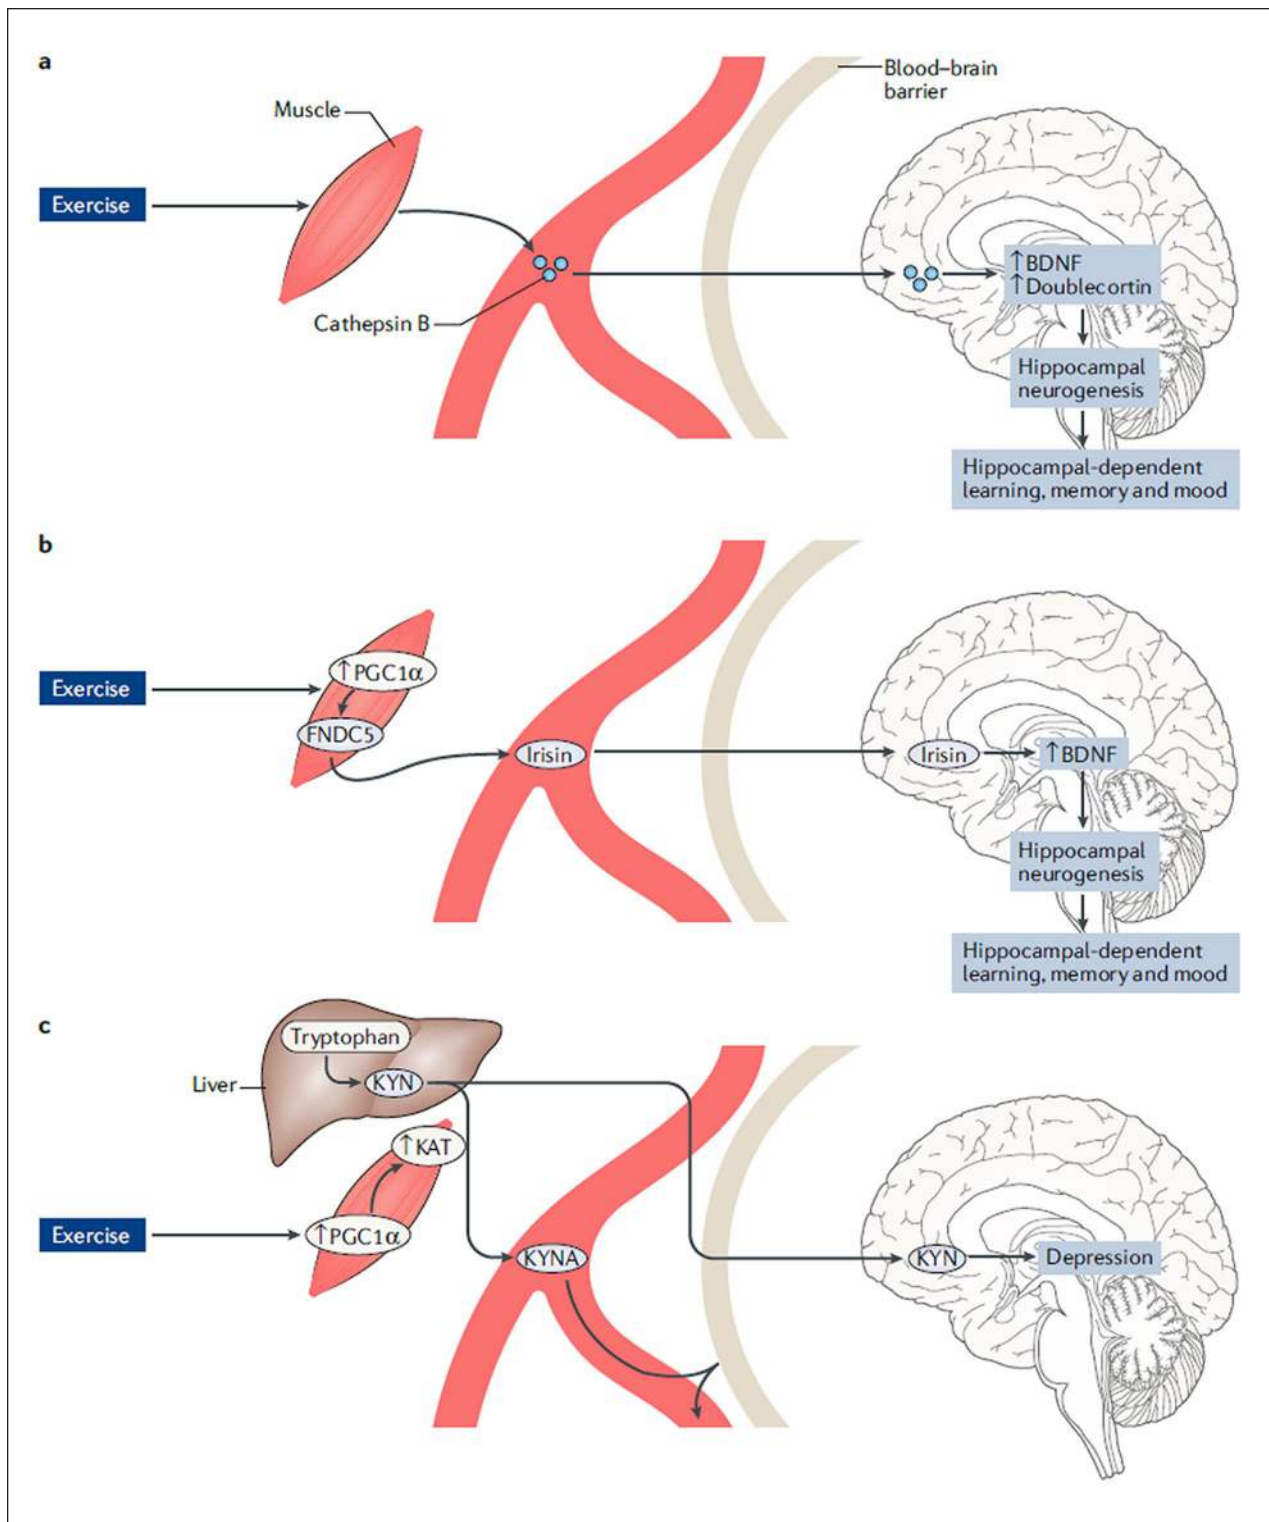 a
Blood–brain
barrier
Muscle
Exercise
↑BDNF
↑Doublecortin
Cathepsin B
Hippocampal
neurogenesis
Hippocampal-dependent
learning, memory and mood
b
↑PGC1α
Exercise
FNDC5
Irisin
Irisin
↑BDNF
Hippocampal
neurogenesis
Hippocampal-dependent
learning, memory and mood
c
Tryptophan
Liver
KYN
↑KAT
Exercise
↑PGC1α
KYNA
KYN
Depression